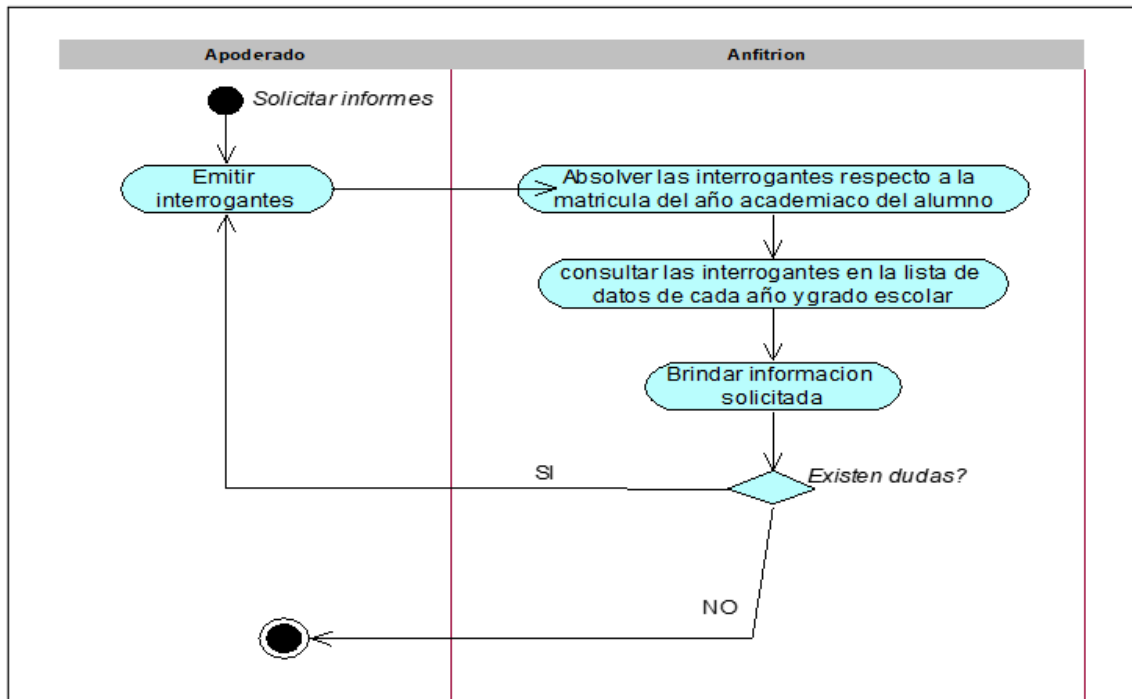 Apoderado
Anfitrion
Solicitar informes
Emitir
interrogantes
Absolver las interrogantes respecto a la
matricula del año academiaco del alumno
consultar las interrogantes en la lista de
datos de cada año y grado escolar
Brindar informacion
solicitada
SI
Existen dudas?
NO